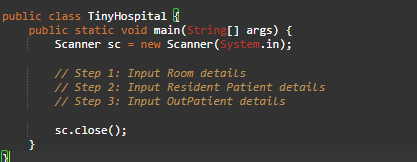 public class TinyHospital {
    public static void main(String[] args) {
        Scanner sc = new Scanner(System.in);
        // Step 1: Input Room details
        // Step 2: Input Resident Patient details
        // Step 3: Input OutPatient details
        sc.close();
    }
}